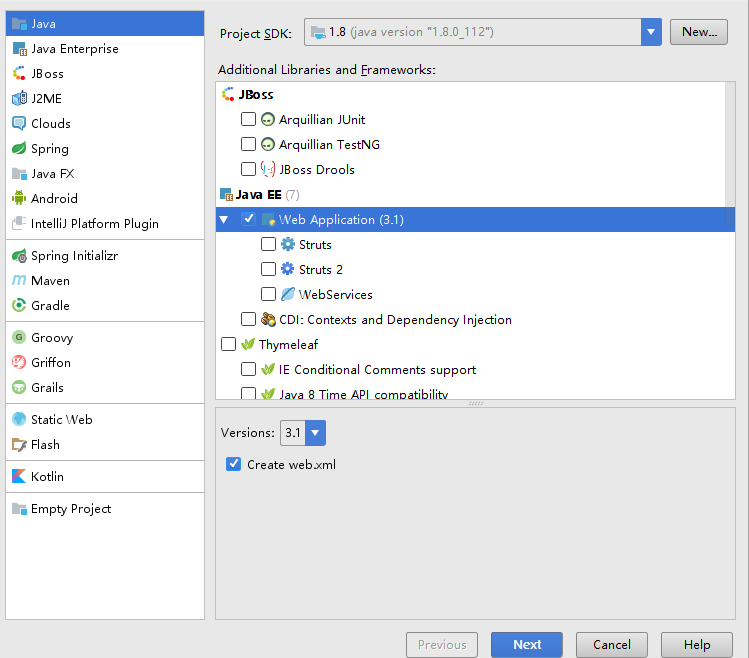 Java
Java Enterprise
JBoss
J2ME
Clouds
Spring
Java FX
Android
IntelliJ Platform Plugin
Spring Initializr
Maven
Gradle
Groovy
Griffon
Grails
Static Web
Flash
Kotlin
Empty Project
Project SDK: 1.8 (java version "1.8.0_112") New...
Additional Libraries and Frameworks:
JBoss
Arquillian JUnit
Arquillian TestNG
JBoss Drools
Java EE (7)
Web Application (3.1)
Struts
Struts 2
WebServices
CDI: Contexts and Dependency Injection
Thymeleaf
IE Conditional Comments support
Java 8 Time API compatibility
Versions: 3.1
Create web.xml
Previous Next Cancel Help